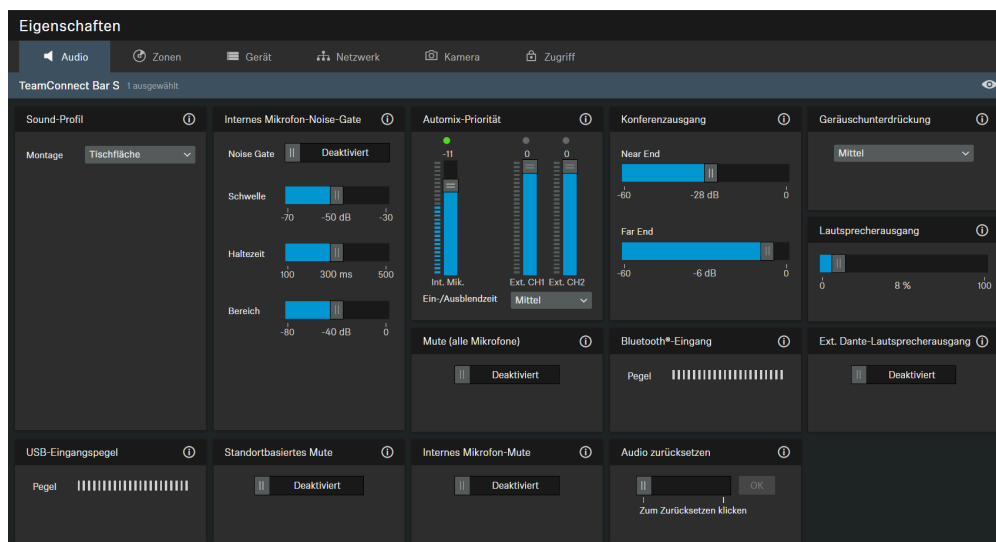 Eigenschaften
Audio Zonen Gerät Netzwerk Kamera Zugriff
TeamConnect Bar S 1 ausgewählt
Sound-Profil
Montage Tischfläche
Internes Mikrofon-Noise-Gate
Noise Gate Deaktiviert
Schwelle
-70 -50 dB -30
Haltezeit
100 300 ms 500
Bereich
-80 -40 dB 0
Automix-Priorität
-11 0 0
Int. Mik. Ext. CH1 Ext. CH2
Ein-/Ausblendzeit Mittel
Konferenzausgang
Near End
-60 -28 dB 0
Far End
-60 -6 dB 0
Geräuschunterdrückung
Mittel
Lautsprecherausgang
0 8 % 100
Mute (alle Mikrofone)
Deaktiviert
Bluetooth®-Eingang
Pegel
Ext. Dante-Lautsprecherausgang
Deaktiviert
USB-Eingangspegel
Pegel
Standortbasiertes Mute
Deaktiviert
Internes Mikrofon-Mute
Deaktiviert
Audio zurücksetzen
OK
Zum Zurücksetzen klicken